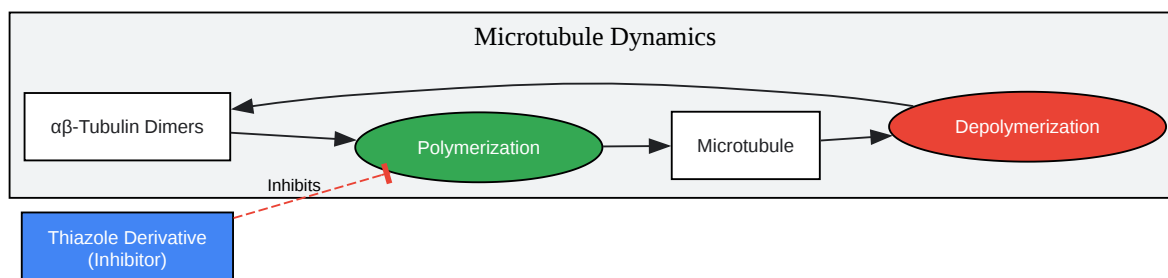 Microtubule Dynamics
αβ-Tubulin Dimers
Polymerization
Microtubule
Depolymerization
Inhibits
Thiazole Derivative
(Inhibitor)